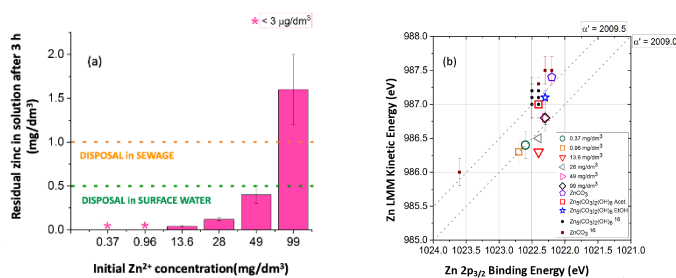 * < 3 µg/dm³
(a)
Residual zinc in solution after 3 h
(mg/dm³)
2.0
1.5
1.0
0.5
0.0
DISPOSAL in SEWAGE
DISPOSAL in SURFACE WATER
* *
0.37 0.96 13.6 28 49 99
Initial Zn²⁺ concentration(mg/dm³)
α' = 2009.5
α' = 2009.0
(b)
Zn LMM Kinetic Energy (eV)
988.0
987.5
987.0
986.5
986.0
985.5
985.0
0.37 mg/dm³
0.96 mg/dm³
13.6 mg/dm³
28 mg/dm³
49 mg/dm³
99 mg/dm³
ZnCO₃
Zn₅(CO₃)2(OH)₆ Acet.
Zn₅(CO₃)2(OH)₆ EtOH
Zn₅(CO₃)2(OH)₆ ¹⁶
ZnCO₃ ¹⁶
1024.0 1023.5 1023.0 1022.5 1022.0 1021.5 1021.0
Zn 2p₃/₂ Binding Energy (eV)